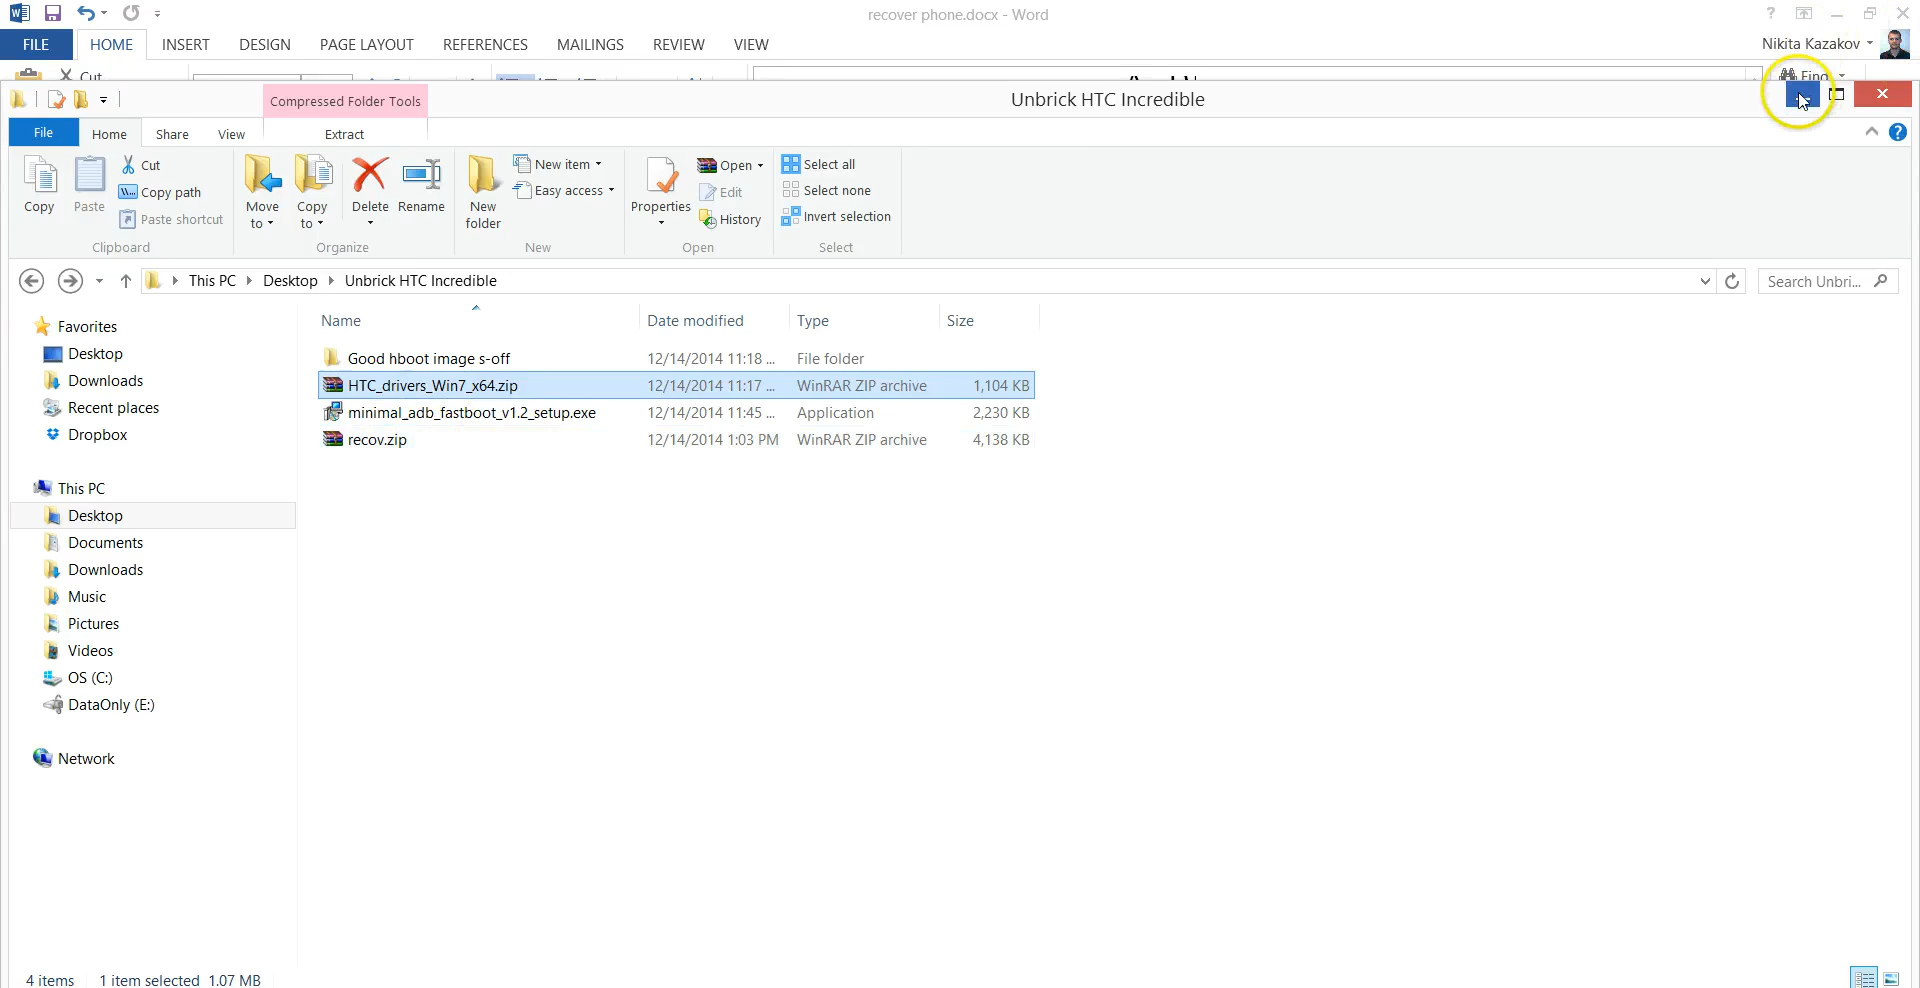 recover phone.docx - Word
FILE HOME INSERT DESIGN PAGE LAYOUT REFERENCES MAILINGS REVIEW VIEW Nikita Kazakov
Cut Find
Compressed Folder Tools Unbrick HTC Incredible
File Home Share View Extract
Copy
Paste
Cut
Copy path
Paste shortcut
Clipboard
Move to
Copy to
Delete
Rename
Organize
New folder
New item
Easy access
New
Properties
Open
Edit
History
Open
Select all
Select none
Invert selection
Select
This PC Desktop Unbrick HTC Incredible Search Unbri...
Favorites
Desktop
Downloads
Recent places
Dropbox
This PC
Desktop
Documents
Downloads
Music
Pictures
Videos
OS (C:)
DataOnly (E:)
Network
Name Date modified Type Size
Good hboot image s-off 12/14/2014 11:18 ... File folder
HTC_drivers_Win7_x64.zip 12/14/2014 11:17 ... WinRAR ZIP archive 1,104 KB
minimal_adb_fastboot_v1.2_setup.exe 12/14/2014 11:45 ... Application 2,230 KB
recov.zip 12/14/2014 1:03 PM WinRAR ZIP archive 4,138 KB
4 items 1 item selected 1.07 MB